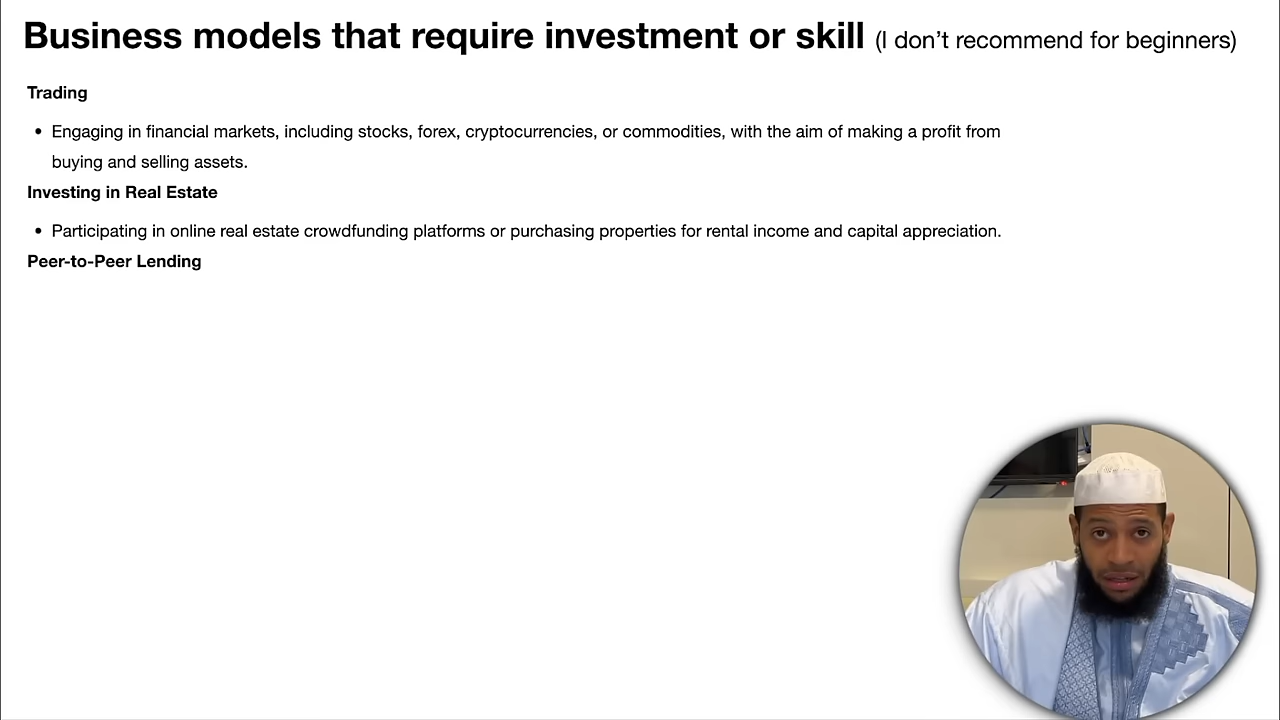 Business models that require investment or skill (I don’t recommend for beginners)
Trading
• Engaging in financial markets, including stocks, forex, cryptocurrencies, or commodities, with the aim of making a profit from
buying and selling assets.
Investing in Real Estate
• Participating in online real estate crowdfunding platforms or purchasing properties for rental income and capital appreciation.
Peer-to-Peer Lending